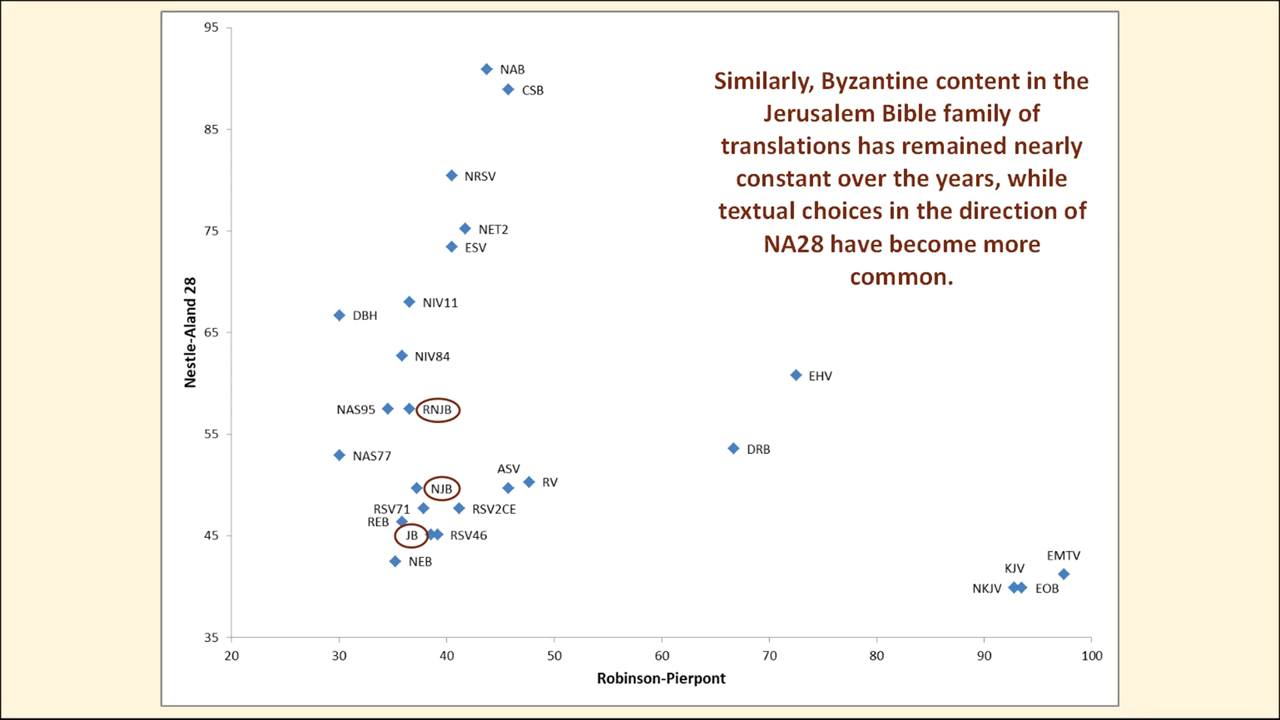 95
NAB
CSB
Similarly, Byzantine content in the
Jerusalem Bible family of
translations has remained nearly
constant over the years, while
textual choices in the direction of
NA28 have become more
common.
85
NRSV
75
NET2
ESV
NIV11
DBH
65
NIV84
EHV
NAS95
RNJB
55
DRB
NAS77
ASV
RV
NJB
RSV71
RSV2CE
REB
45
JB
RSV46
NEB
EMTV
KJV
NKJV
EOB
35
Nestle-Aland 28
20 30 40 50 60 70 80 90 100
Robinson-Pierpont